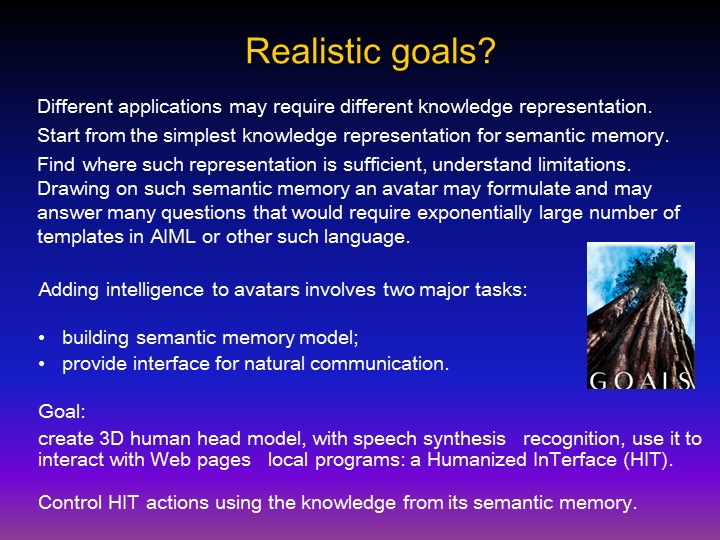 Realistic goals?
Different applications may require different knowledge representation.
Start from the simplest knowledge representation for semantic memory.
Find where such representation is sufficient, understand limitations.
Drawing on such semantic memory an avatar may formulate and may
answer many questions that would require exponentially large number of
templates in AIML or other such language.
Adding intelligence to avatars involves two major tasks:
• building semantic memory model;
• provide interface for natural communication.
GOALS
Goal:
create 3D human head model, with speech synthesis   recognition, use it to
interact with Web pages   local programs: a Humanized InTerface (HIT).
Control HIT actions using the knowledge from its semantic memory.